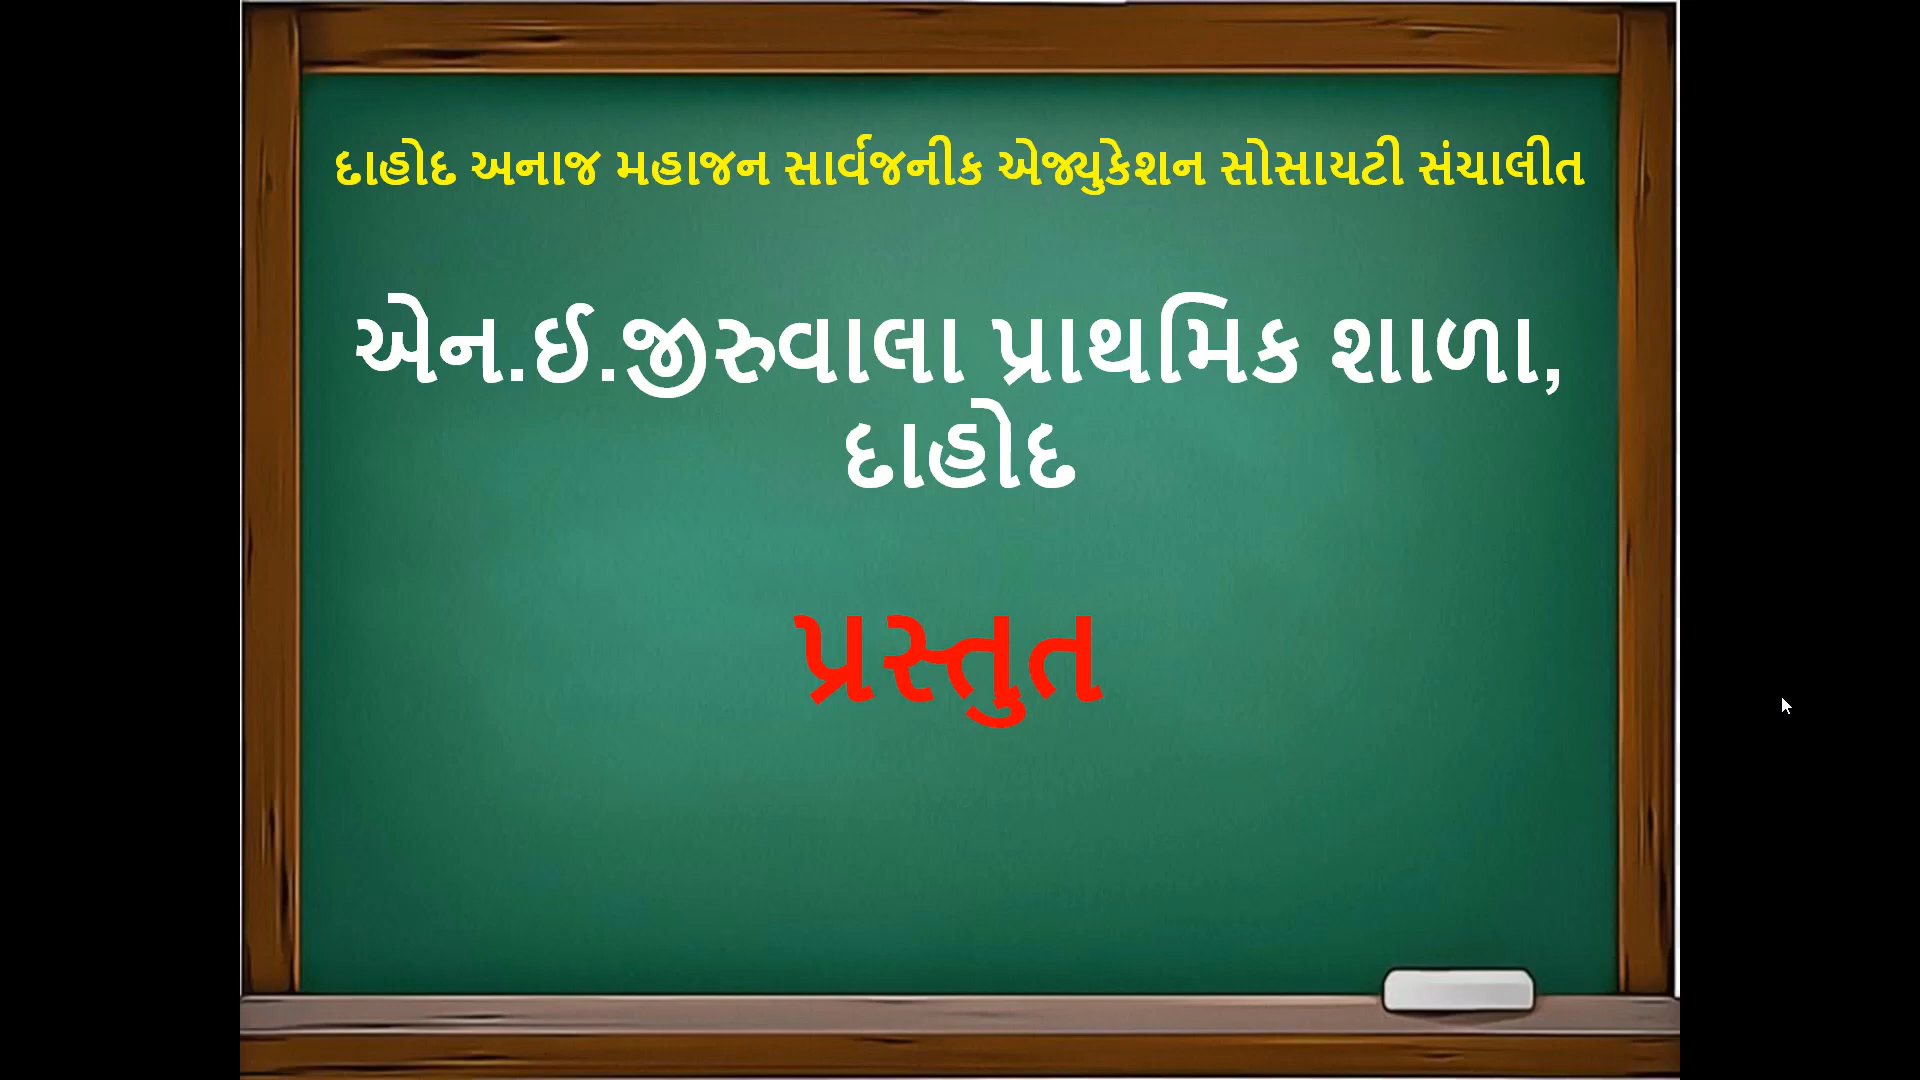 દાહોદ અનાજ મહાજન સાર્વજનીક એજ્યુકેશન સોસાયટી સંચાલીત
એન.ઈ.જીરુવાલા પ્રાથમિક શાળા,
દાહોદ
પ્રસ્તુત